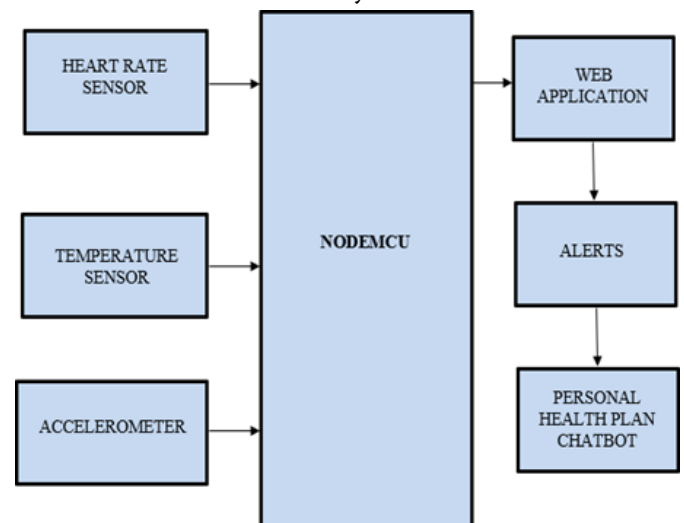 HEART RATE
SENSOR
TEMPERATURE
SENSOR
ACCELEROMETER
NODEMCU
WEB
APPLICATION
ALERTS
PERSONAL
HEALTH PLAN
CHATBOT